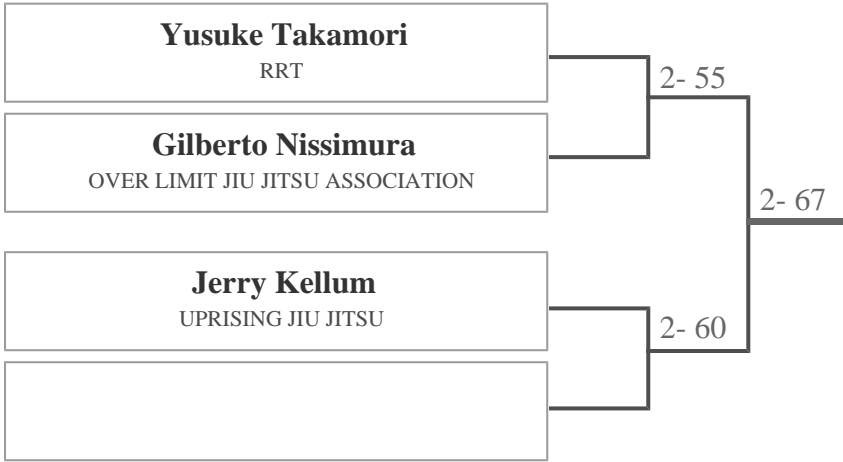 Yusuke Takamori
RRT
2- 55
Gilberto Nissimura
OVER LIMIT JIU JITSU ASSOCIATION
2- 67
Jerry Kellum
UPRISING JIU JITSU
2- 60